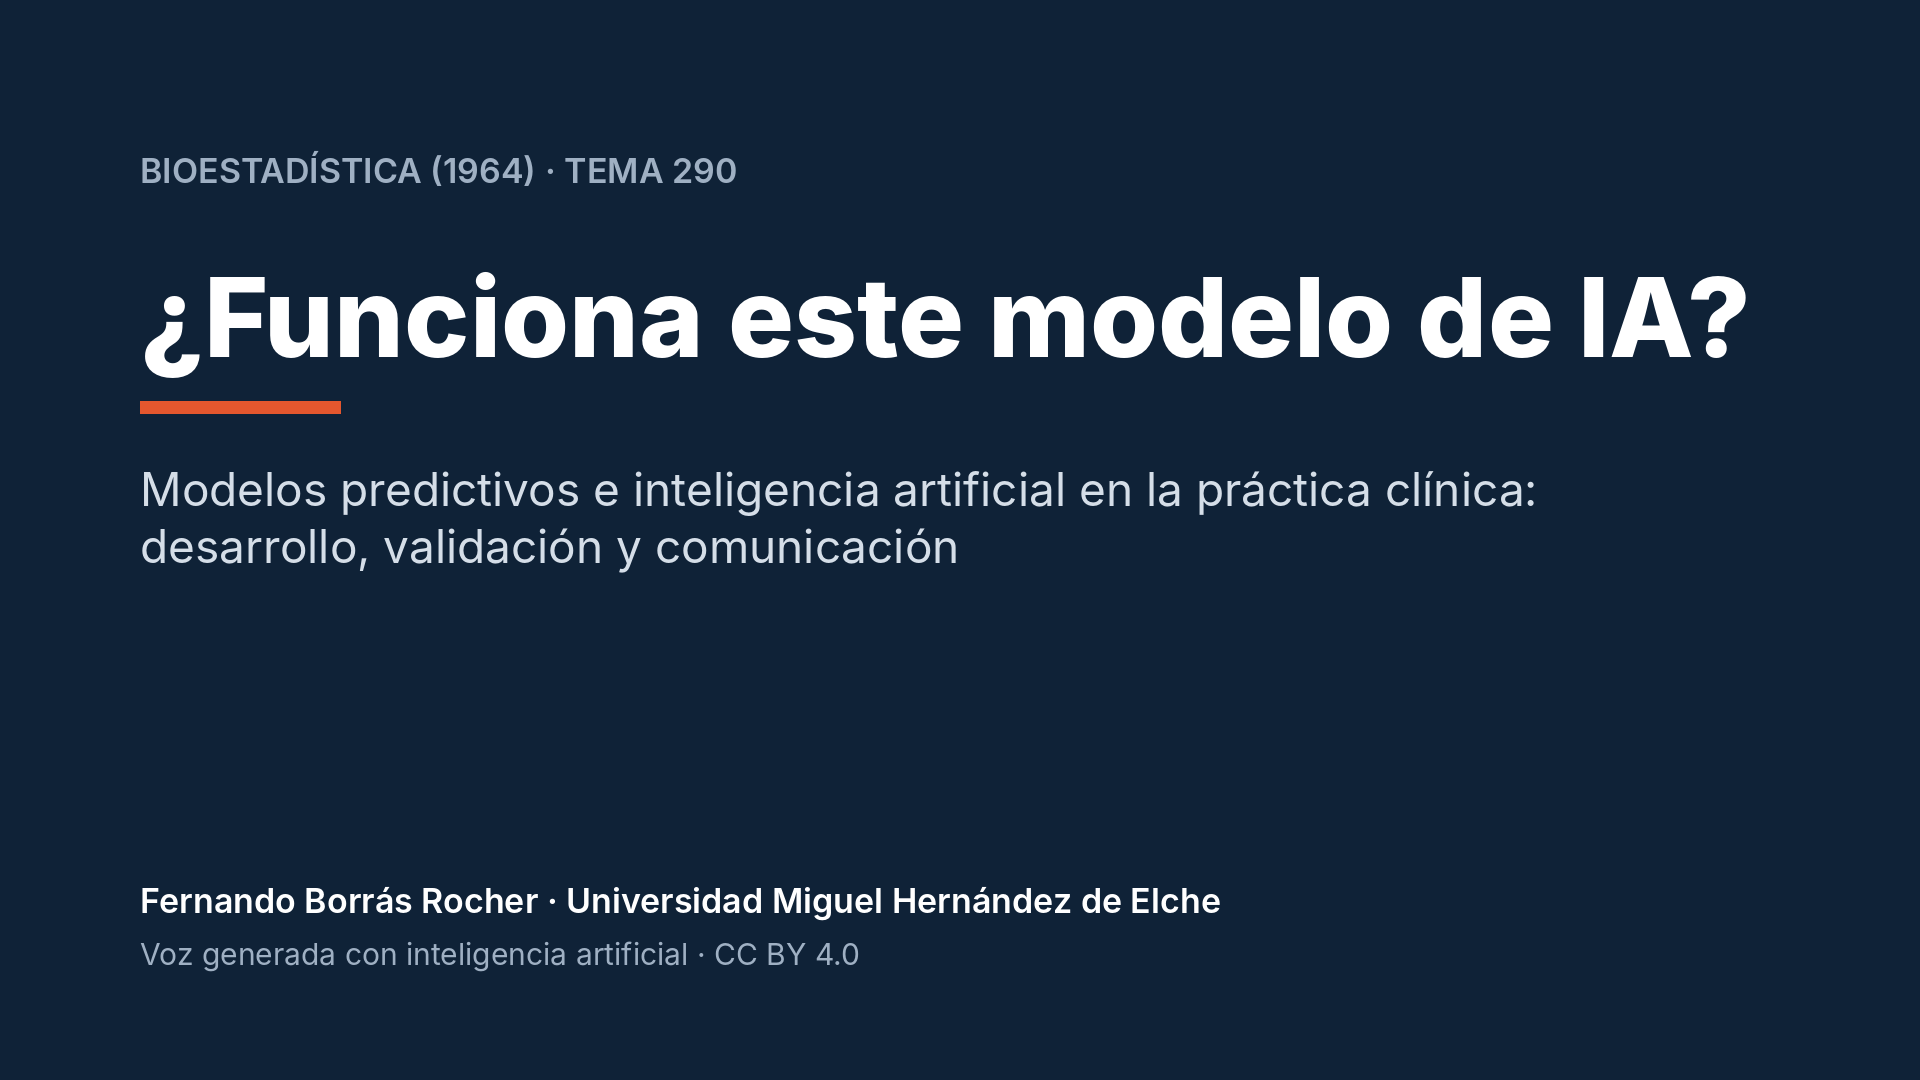 BIOESTADÍSTICA (1964) · TEMA 290
¿Funciona este modelo de IA?
Modelos predictivos e inteligencia artificial en la práctica clínica:
desarrollo, validación y comunicación
Fernando Borrás Rocher · Universidad Miguel Hernández de Elche
Voz generada con inteligencia artificial · CC BY 4.0